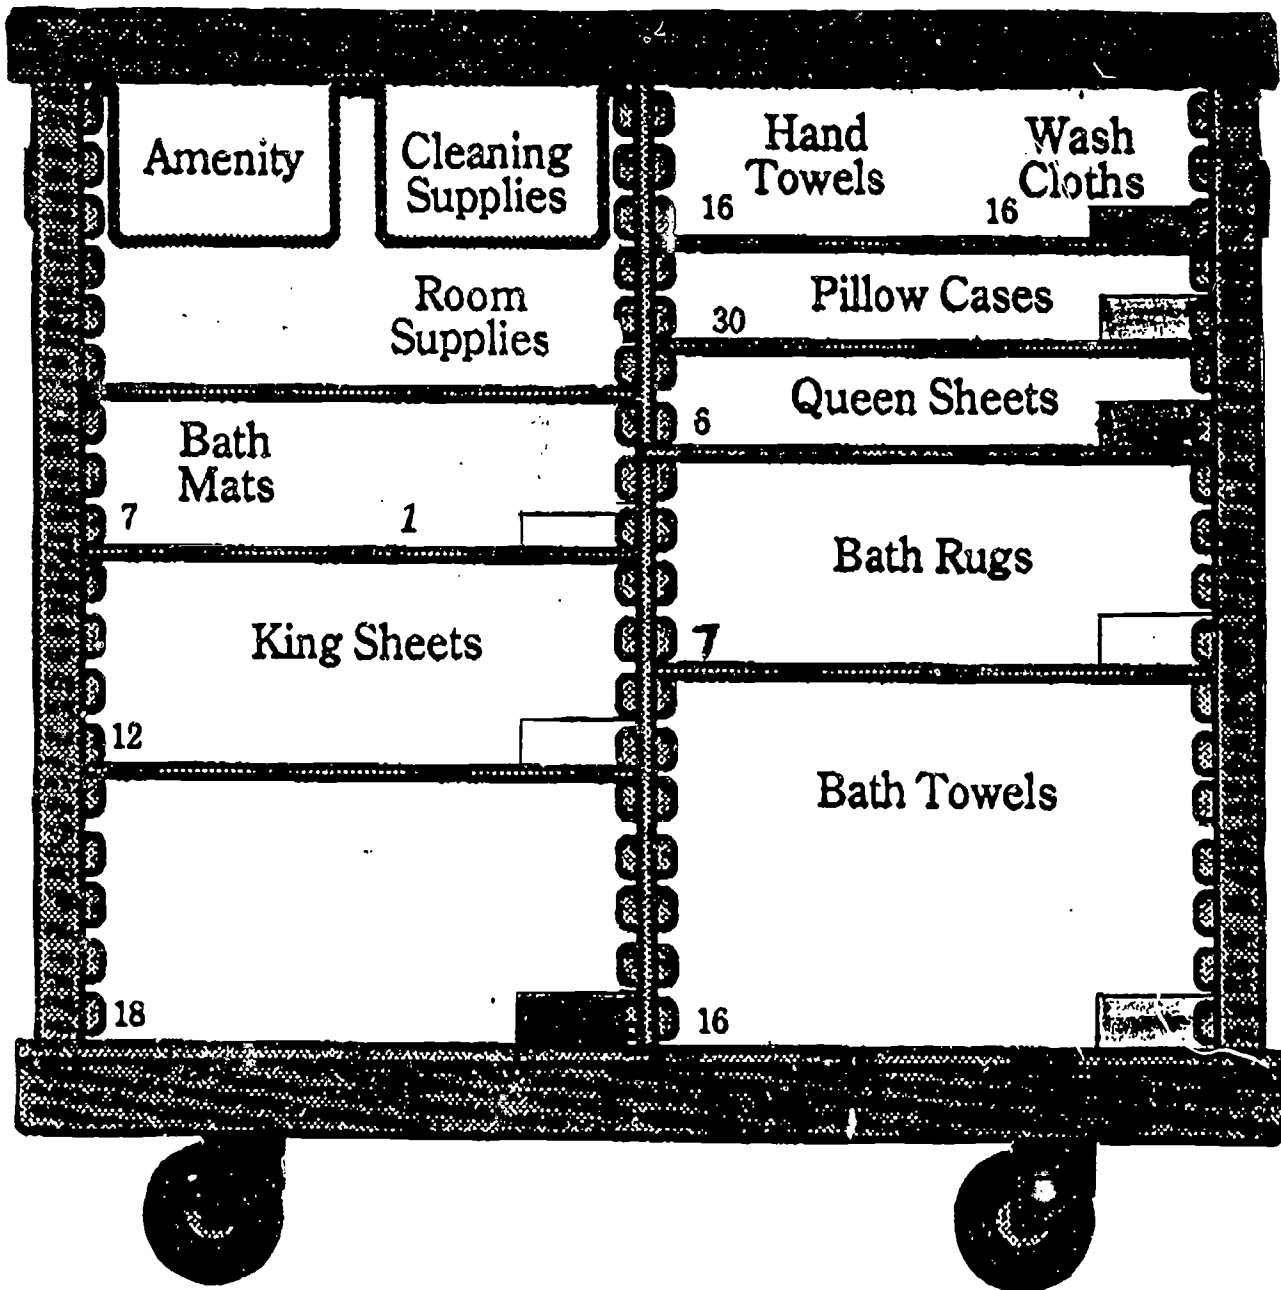 Amenity
Cleaning
Supplies
Room
Supplies
Bath
Mats
7
1
King Sheets
12
18
Hand
Towels
16
Wash
Cloths
16
Pillow Cases
30
Queen Sheets
6
Bath Rugs
7
Bath Towels
16